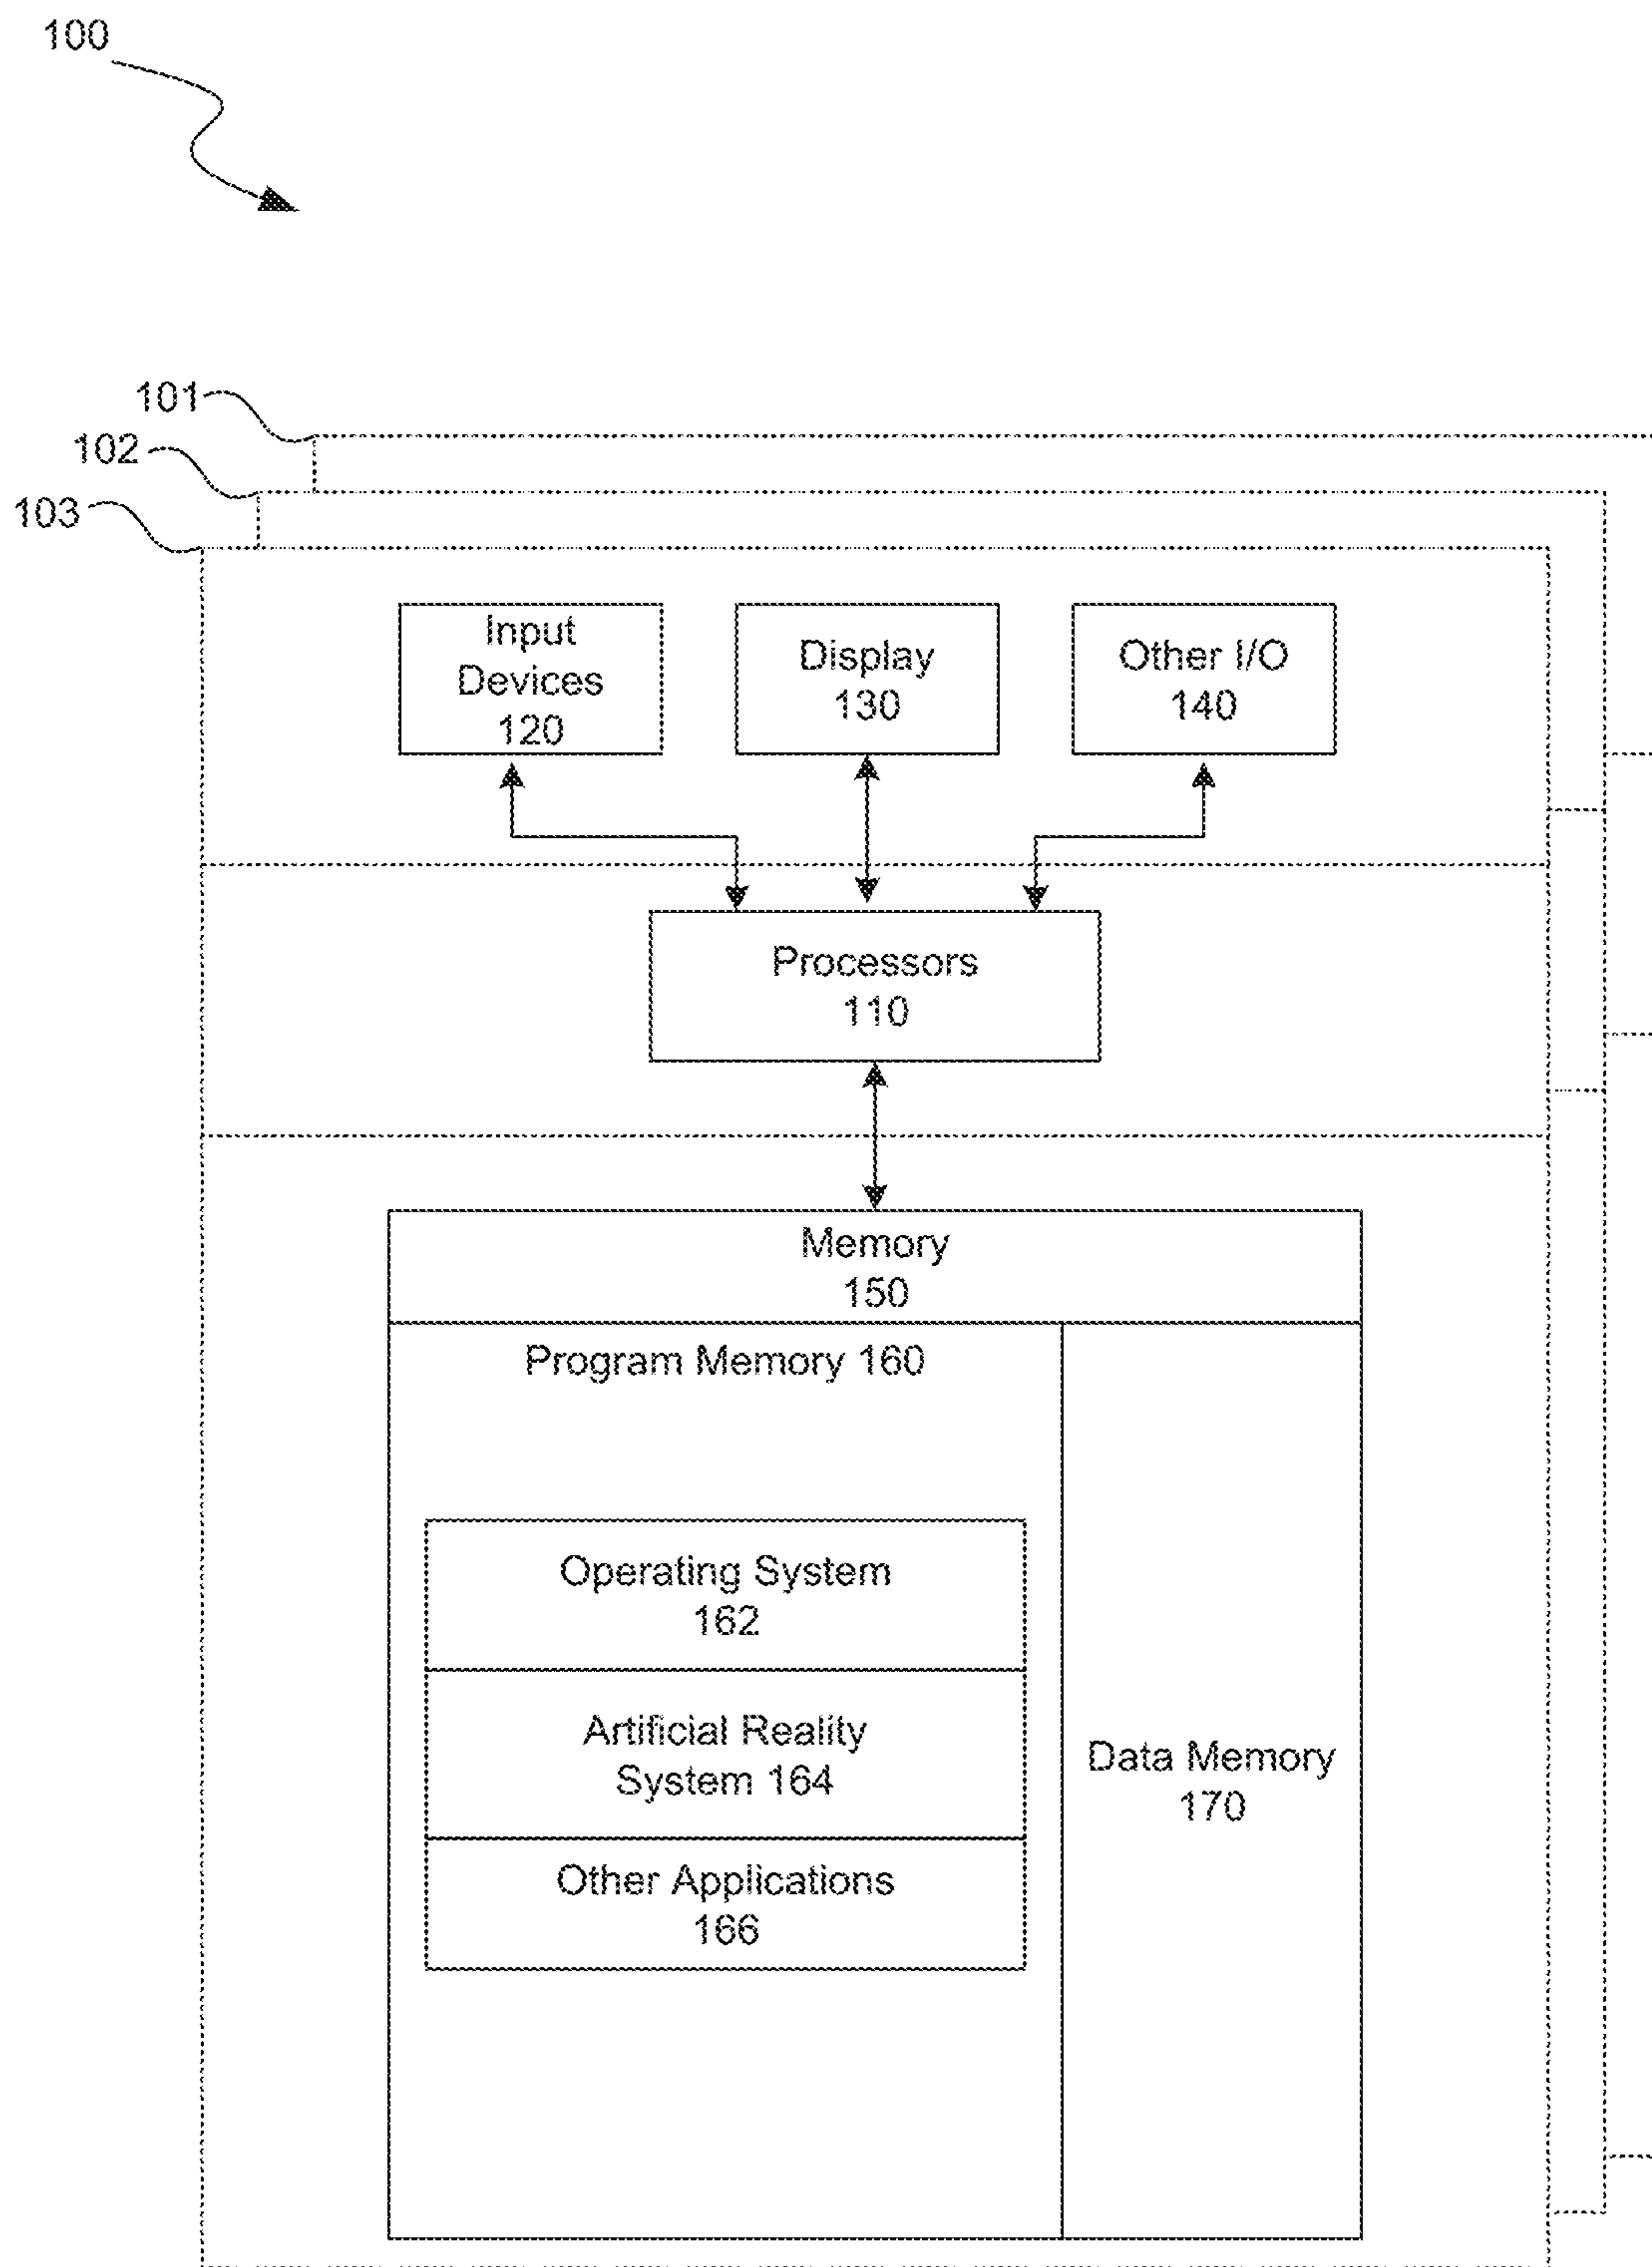 100
101
102
103
Input
Devices
120
Display
130
Other I/O
140
Processors
110
Memory
150
Program Memory 160
Operating System
162
Artificial Reality
System 164
Other Applications
166
Data Memory
170